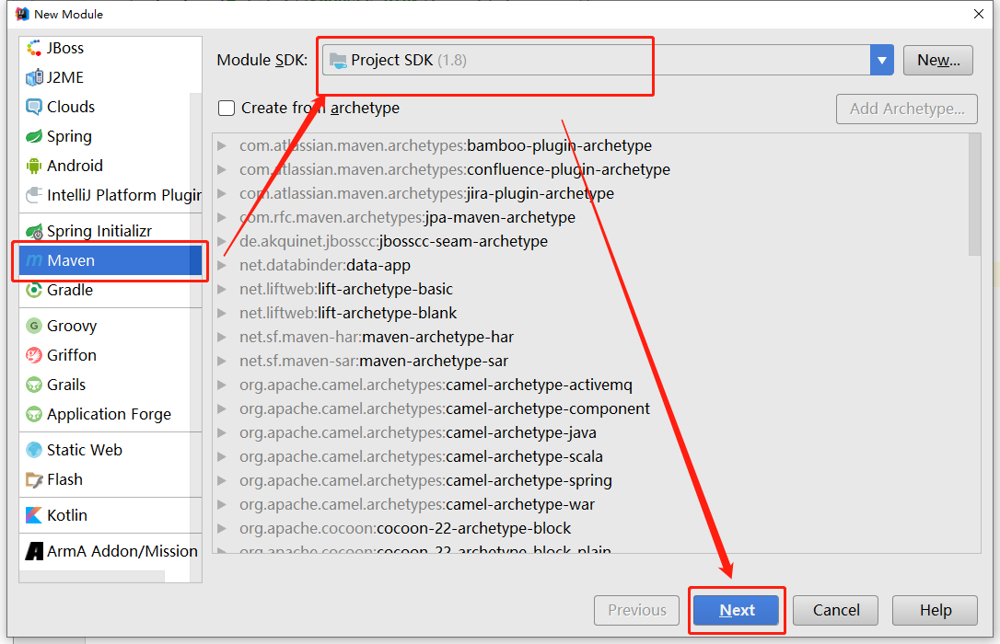 New Module
JBoss
J2ME
Clouds
Spring
Android
IntelliJ Platform Plugin
Spring Initializr
Maven
Gradle
Groovy
Griffon
Grails
Application Forge
Static Web
Flash
Kotlin
ArmA Addon/Mission
Module SDK: Project SDK (1.8) New...
Create from archetype Add Archetype...
com.atlassian.maven.archetypes:bamboo-plugin-archetype
com.atlassian.maven.archetypes:confluence-plugin-archetype
com.atlassian.maven.archetypes:jira-plugin-archetype
com.rfc.maven.archetypes:jpa-maven-archetype
de.akquinet.jbosscc:jbosscc-seam-archetype
net.databinder:data-app
net.liftweb:lift-archetype-basic
net.liftweb:lift-archetype-blank
net.sf.maven-har:maven-archetype-har
net.sf.maven-sar:maven-archetype-sar
org.apache.camel.archetypes:camel-archetype-activemq
org.apache.camel.archetypes:camel-archetype-component
org.apache.camel.archetypes:camel-archetype-java
org.apache.camel.archetypes:camel-archetype-scala
org.apache.camel.archetypes:camel-archetype-spring
org.apache.camel.archetypes:camel-archetype-war
org.apache.cocoon:cocoon-22-archetype-block
org.apache.cocoon:cocoon-22-archetype-block-plain
Previous Next Cancel Help